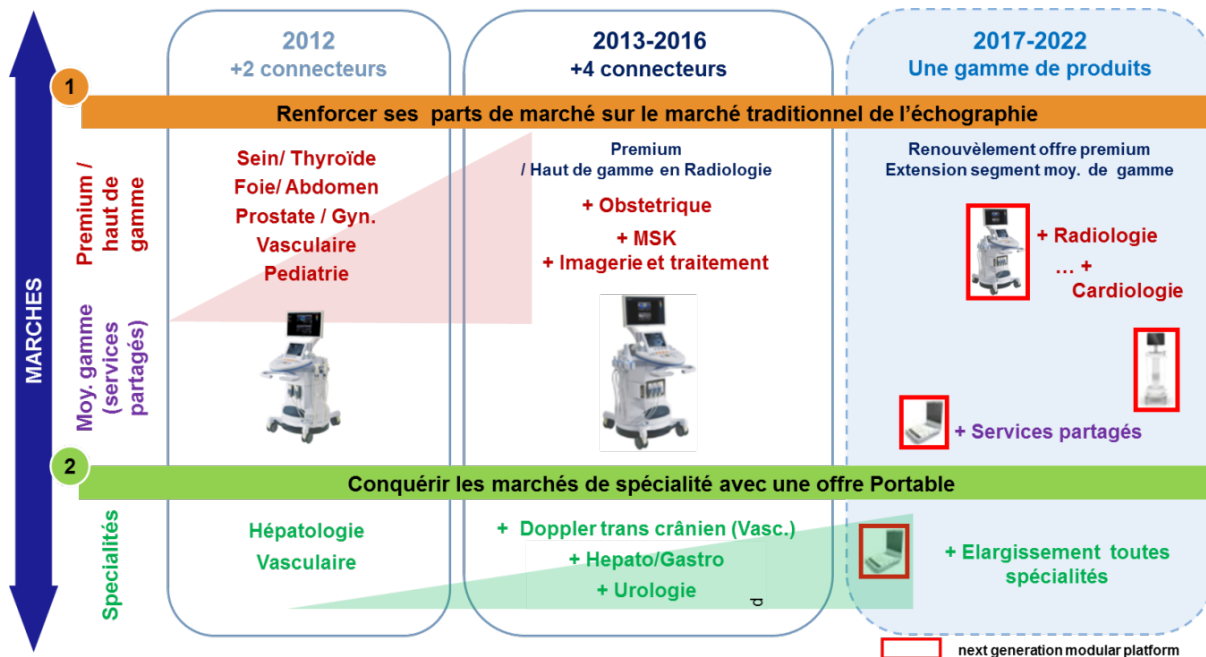 2012
+2 connecteurs
2013-2016
+4 connecteurs
2017-2022
Une gamme de produits
1
Renforcer ses parts de marché sur le marché traditionnel de l'échographie
MARCHES
Premium /
haut de
gamme
Sein/ Thyroïde
Foie/ Abdomen
Prostate / Gyn.
Vasculaire
Pediatrie
Premium
/ Haut de gamme en Radiologie
+ Obstetrique
+ MSK
+ Imagerie et traitement
Renouvèlement offre premium
Extension segment moy. de gamme
+ Radiologie
... +
Cardiologie
Moy. gamme
(services
partagés)
+ Services partagés
2
Conquérir les marchés de spécialité avec une offre Portable
Specialités
Hépatologie
Vasculaire
+ Doppler trans crânien (Vasc.)
+ Hepato/Gastro
+ Urologie
d
+ Elargissement toutes
spécialités
next generation modular platform